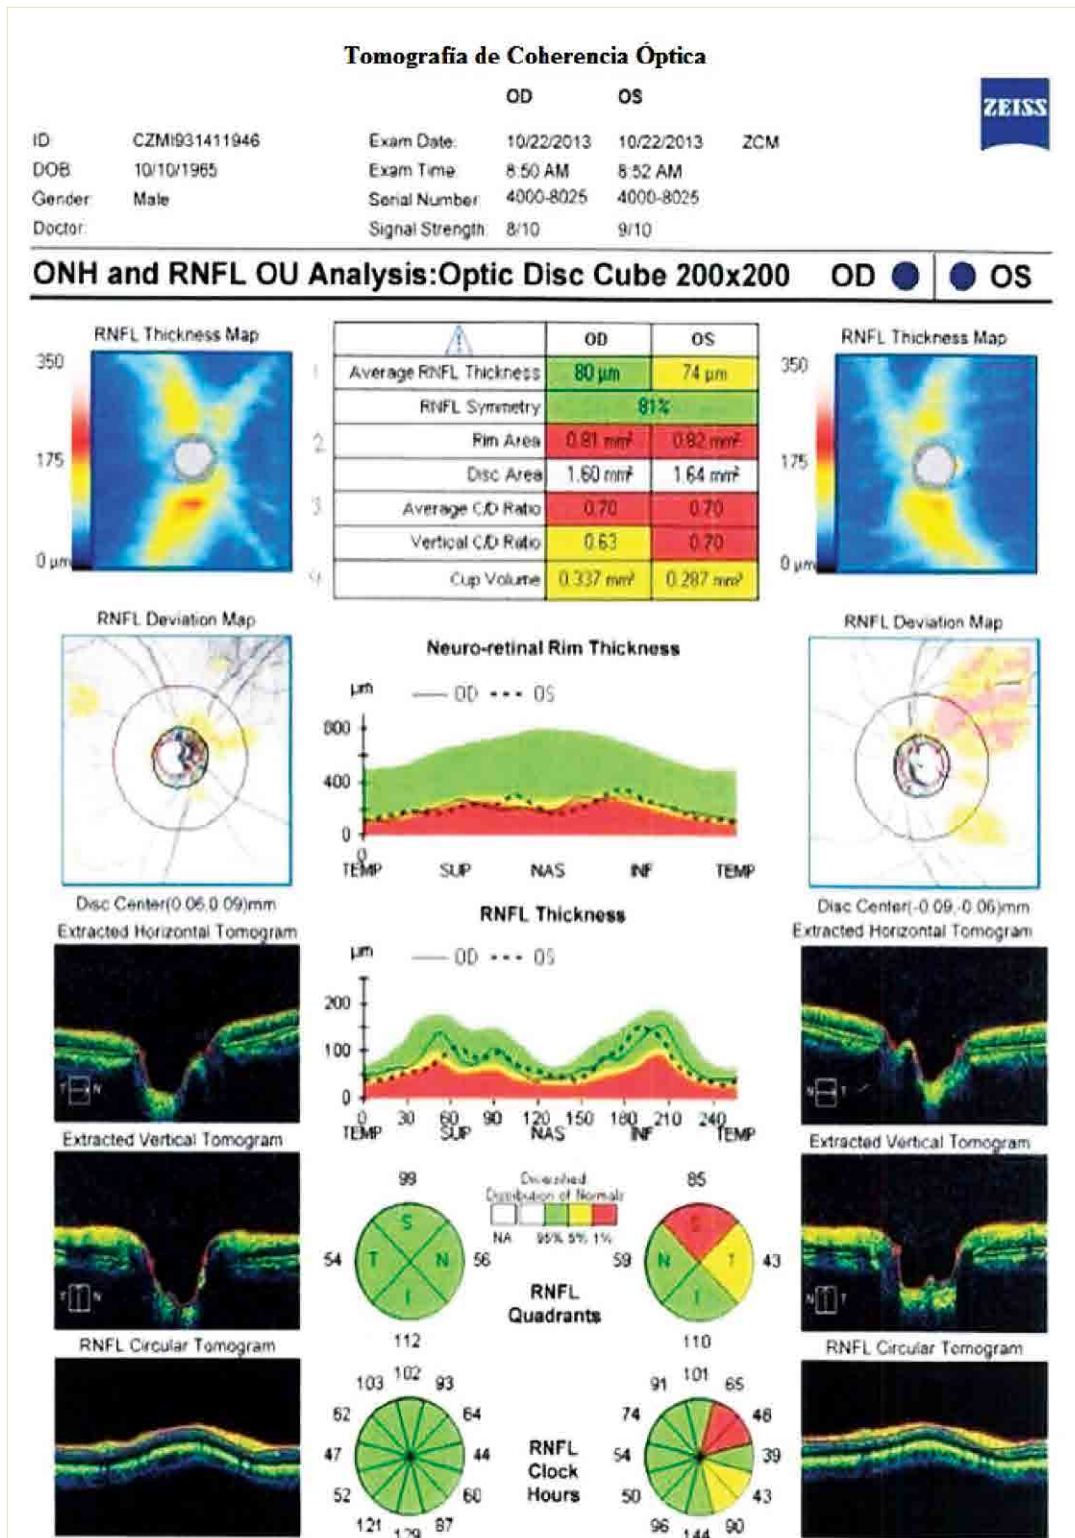 Tomografía de Coherencia Óptica
OD OS
ZEISS
ID CZMI931411946 Exam Date: 10/22/2013 10/22/2013 ZCM
DOB 10/10/1965 Exam Time 8:50 AM 8:52 AM
Gender Male Serial Number 4000-8025 4000-8025
Doctor: Signal Strength 8/10 9/10
ONH and RNFL OU Analysis:Optic Disc Cube 200x200 OD OS
RNFL Thickness Map
350
175
0 µm
OD OS
Average RNFL Thickness 80 µm 74 µm
RNFL Symmetry 81%
Rim Area 0.81 mm² 0.82 mm²
Disc Area 1.60 mm² 1.64 mm²
Average C/D Ratio 0.70 0.70
Vertical C/D Ratio 0.63 0.70
Cup Volume 0.337 mm³ 0.287 mm³
RNFL Thickness Map
350
175
0 µm
RNFL Deviation Map
Disc Center(0.06,0.09)mm
Neuro-retinal Rim Thickness
µm OD OS
800
400
0
0
TEMP SUP NAS INF TEMP
RNFL Deviation Map
Disc Center(-0.09,-0.06)mm
Extracted Horizontal Tomogram
T N
RNFL Thickness
µm OD OS
200
100
0
0 30 60 90 120 150 180 210 240
TEMP SUP NAS INF TEMP
Extracted Horizontal Tomogram
N T
Extracted Vertical Tomogram
T N
99
S
54 T N 56
I
112
Diversified
Distribution of Normals
NA 95% 5% 1%
RNFL
Quadrants
85
S
59 N T 43
I
110
Extracted Vertical Tomogram
N T
RNFL Circular Tomogram
103 102 93
62 64
47 44
52 60
121 129 87
RNFL
Clock
Hours
91 101 65
74 46
54 39
50 43
96 144 90
RNFL Circular Tomogram